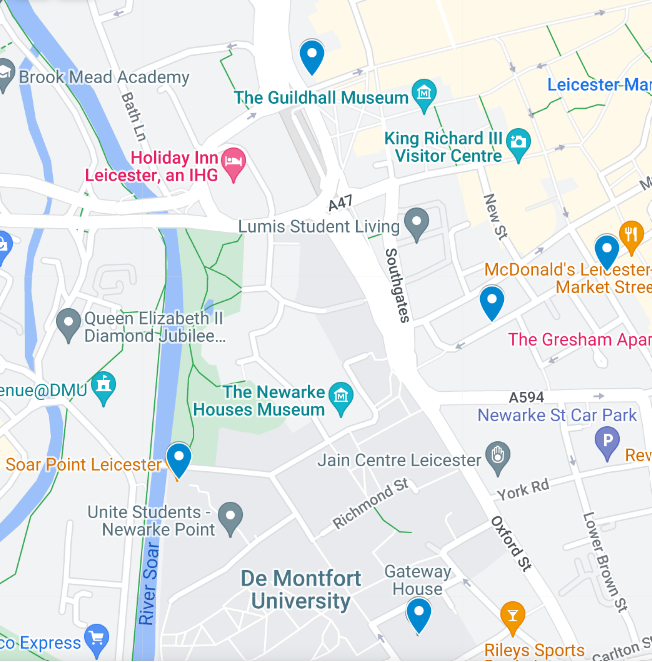 Brook Mead Academy
Bath Ln
The Guildhall Museum
Leicester Mar
King Richard III
Visitor Centre
Holiday Inn
Leicester, an IHG
A47
Lumis Student Living
New St
Southgates
McDonald's Leicester
Market Stree
Queen Elizabeth II
Diamond Jubilee...
The Gresham Apar
enue@DMU
The Newarke
Houses Museum
A594
Newarke St Car Park
Soar Point Leicester
Jain Centre Leicester
Rev
Richmond St
York Rd
Unite Students -
Newarke Point
Oxford St
Lower Brown St
River Soar
De Montfort
University
Gateway
House
co Express
Rileys Sports
Carlton St